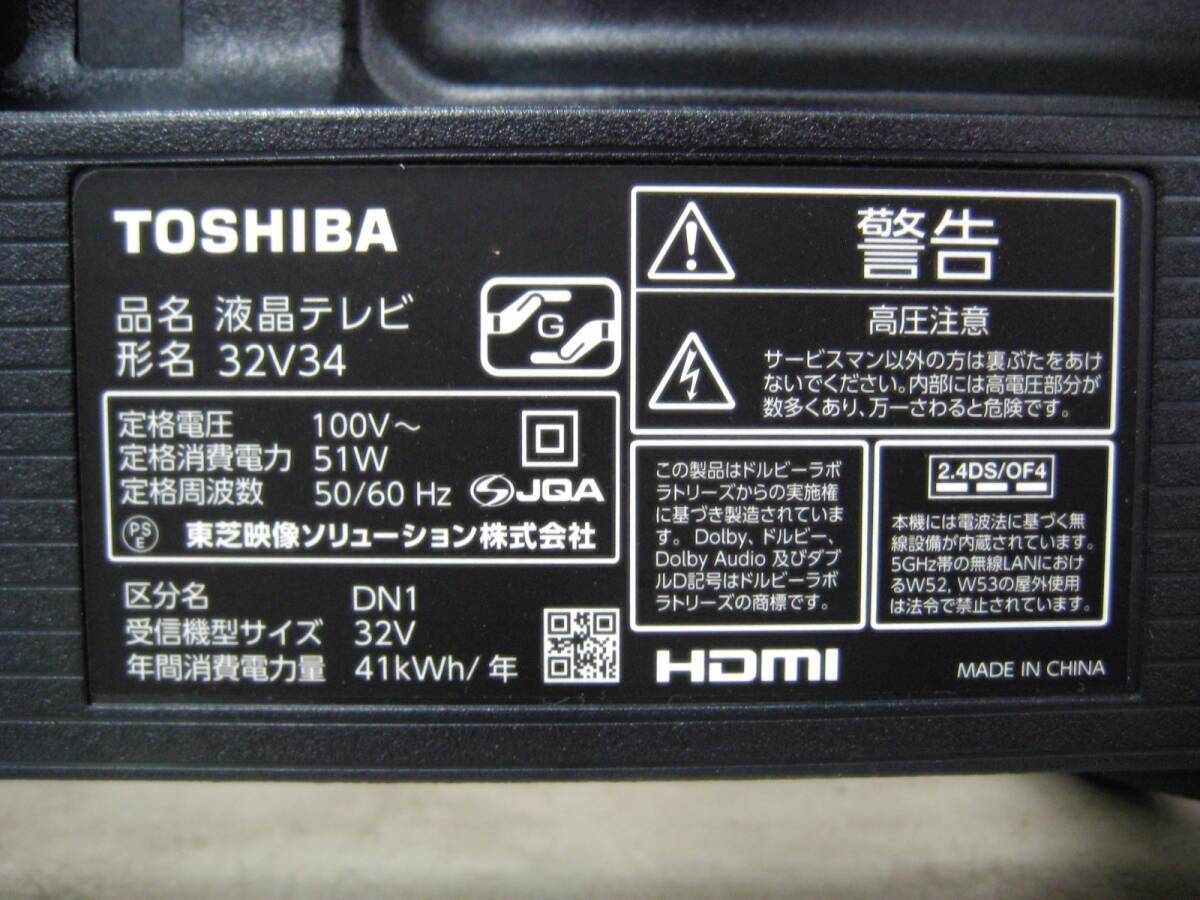 TOSHIBA
品名 液晶テレビ
形名 32V34
G
定格電圧 100V～
定格消費電力 51W
定格周波数 50/60 Hz
JQA
PS
E
東芝映像ソリューション株式会社
区分名 DN1
受信機型サイズ 32V
年間消費電力量 41kWh/年
警告
高圧注意
サービスマン以外の方は裏ぶたをあけ
ないでください。内部には高電圧部分が
数多くあり、万一さわると危険です。
この製品はドルビーラボ
ラトリーズからの実施権
に基づき製造されていま
す。Dolby、ドルビー、
Dolby Audio 及びダブ
ルD記号はドルビーラボ
ラトリーズの商標です。
2.4DS/OF4
本機には電波法に基づく無
線設備が内蔵されています。
5GHz帯の無線LANにおけ
るW52, W53の屋外使用
は法令で禁止されています。
HDMI
MADE IN CHINA